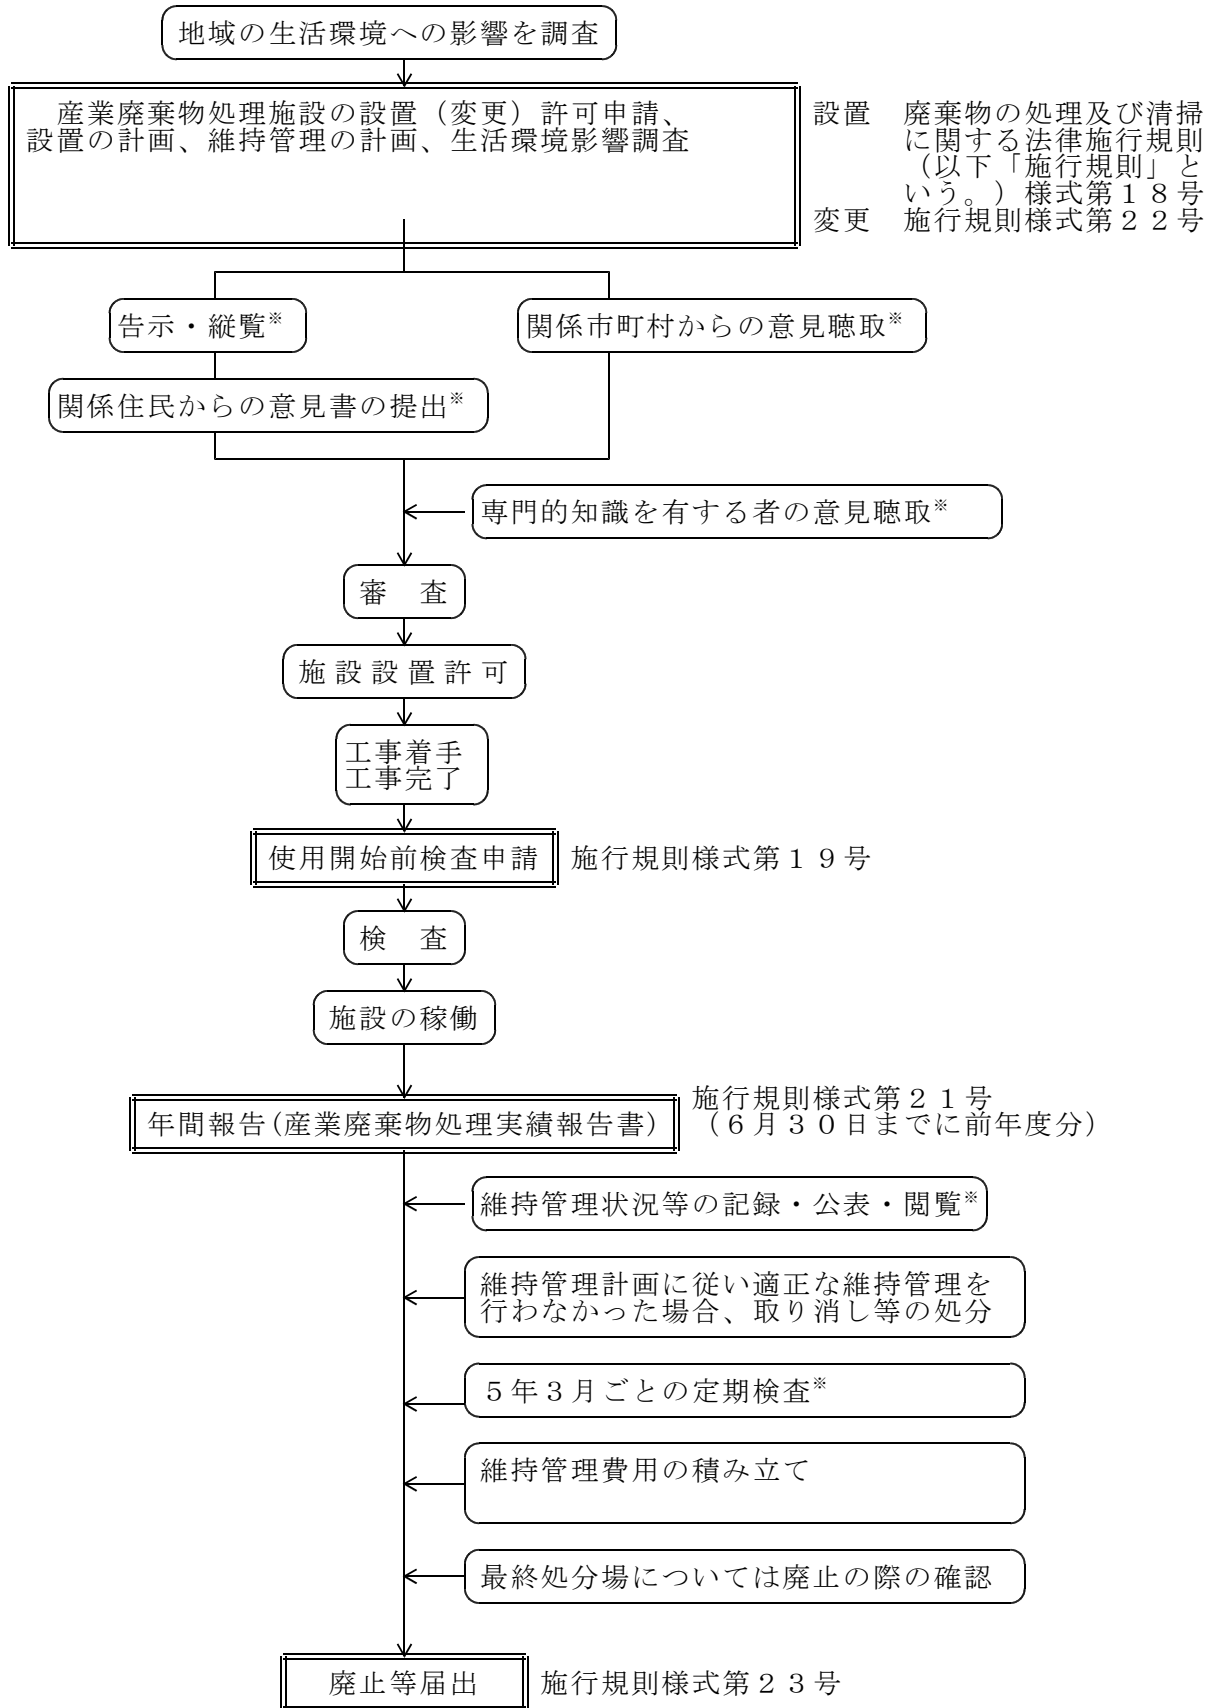 地域の生活環境への影響を調査
産業廃棄物処理施設の設置（変更）許可申請、
設置の計画、維持管理の計画、生活環境影響調査
設置　廃棄物の処理及び清掃
に関する法律施行規則
（以下「施行規則」と
いう。）様式第１８号
変更　施行規則様式第２２号
告示・縦覧※
関係市町村からの意見聴取※
関係住民からの意見書の提出※
専門的知識を有する者の意見聴取※
審　査
施設設置許可
工事着手
工事完了
使用開始前検査申請　施行規則様式第１９号
検　査
施設の稼働
年間報告(産業廃棄物処理実績報告書)
施行規則様式第２１号
（６月３０日までに前年度分）
維持管理状況等の記録・公表・閲覧※
維持管理計画に従い適正な維持管理を
行わなかった場合、取り消し等の処分
５年３月ごとの定期検査※
維持管理費用の積み立て
最終処分場については廃止の際の確認
廃止等届出　施行規則様式第２３号